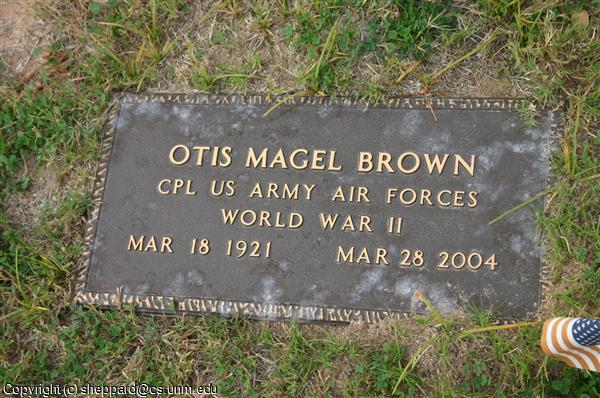 OTIS MAGEL BROWN
CPL US ARMY AIR FORCES
WORLD WAR II
MAR 18 1921 MAR 28 2004
Copyright (c) sheppard@cs.unm.edu